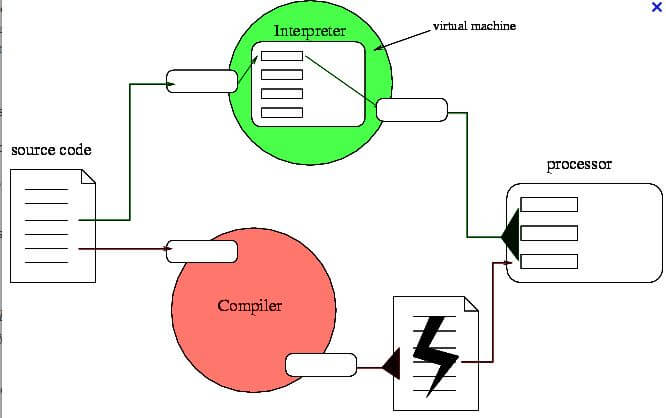 Interpreter
virtual machine
source code
processor
Compiler